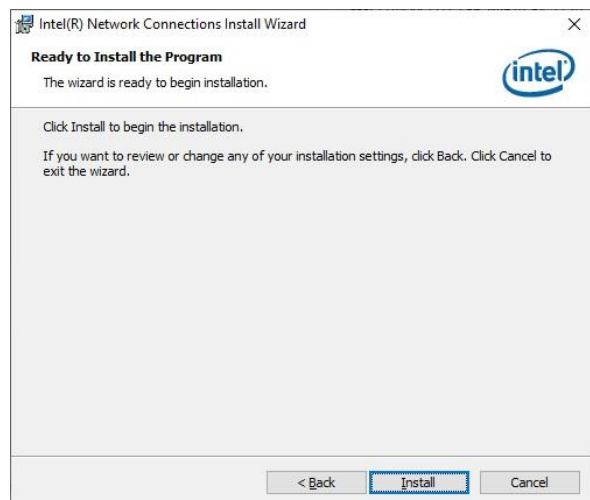 Intel(R) Network Connections Install Wizard
Ready to Install the Program
The wizard is ready to begin installation.
intel
Click Install to begin the installation.
If you want to review or change any of your installation settings, click Back. Click Cancel to
exit the wizard.
< Back
Install
Cancel